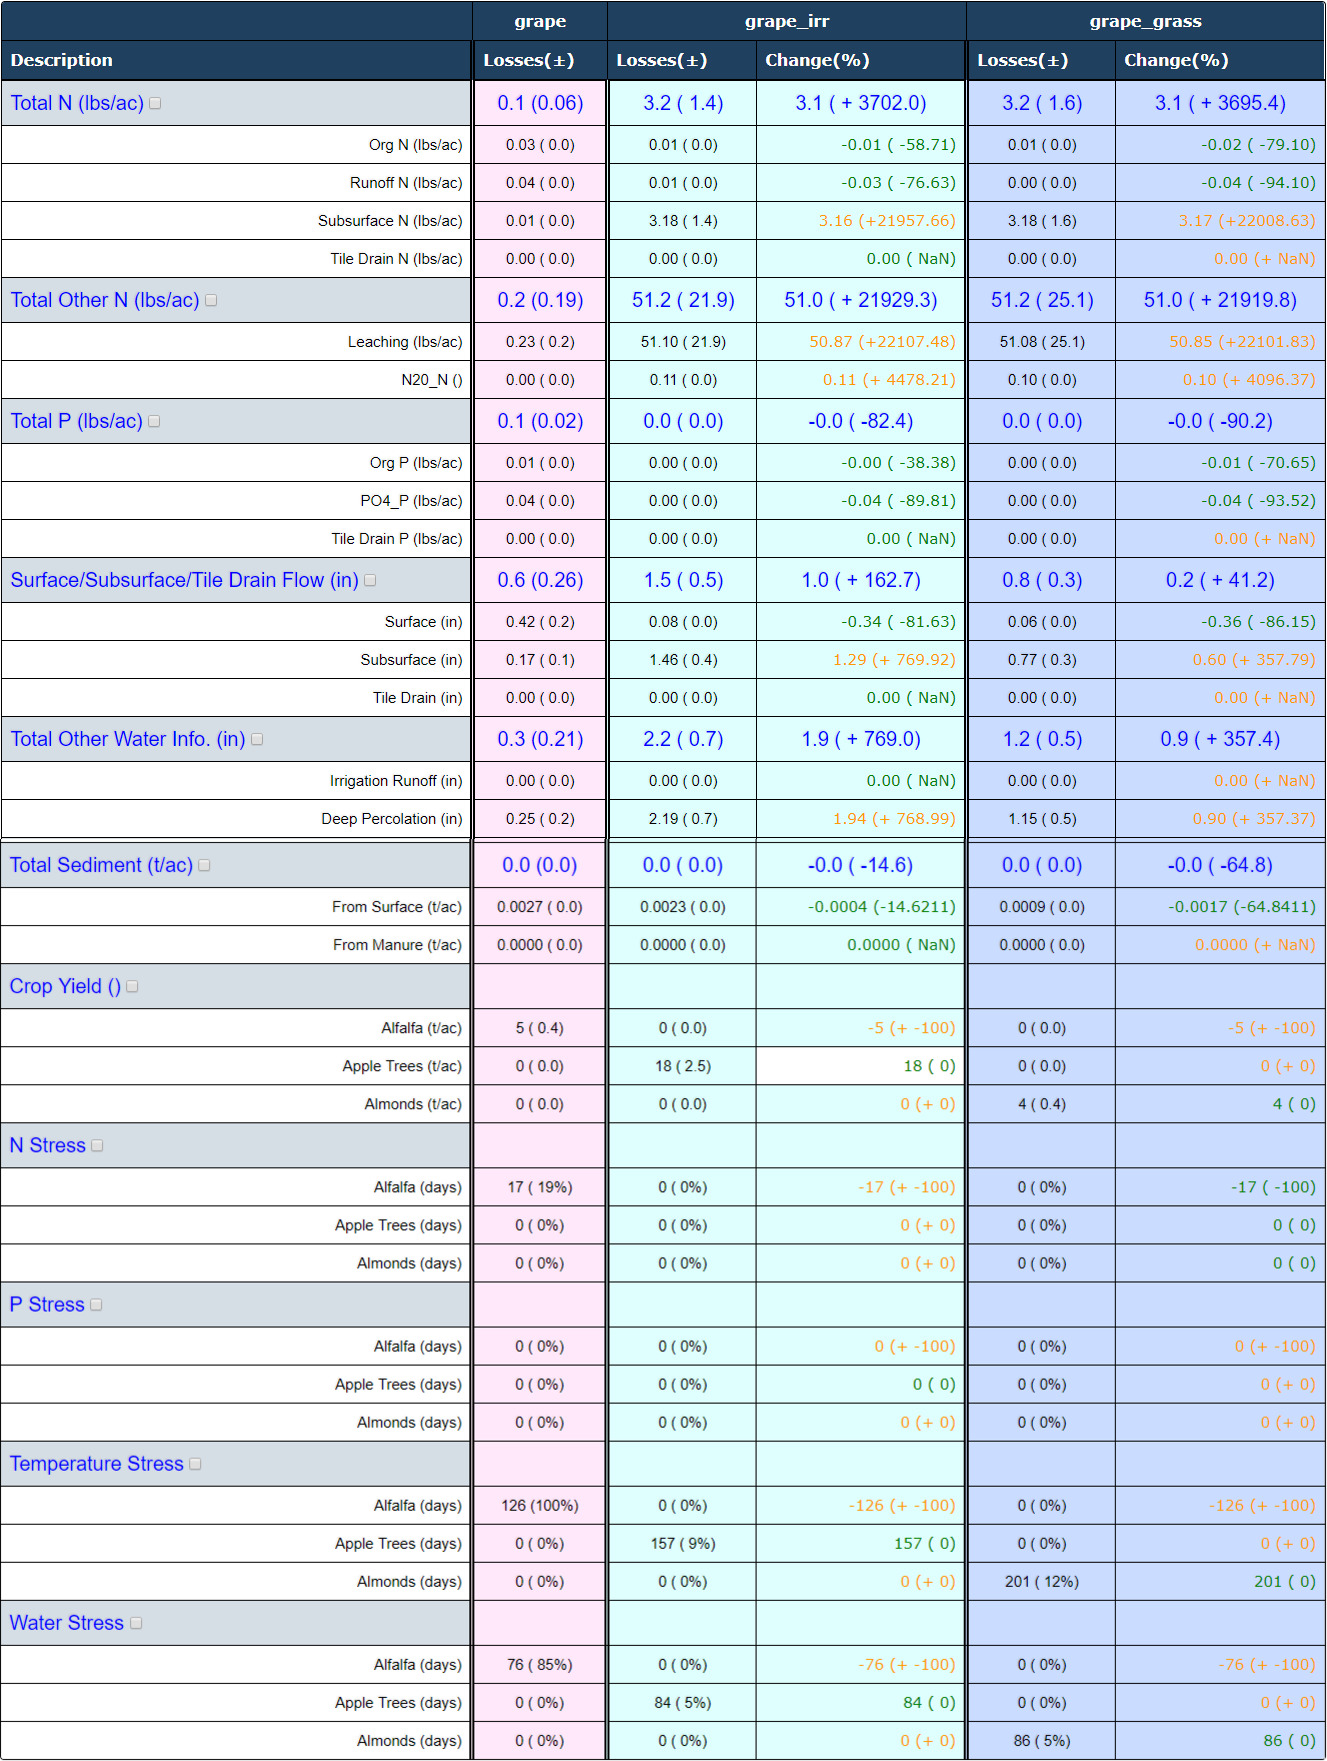 grape grape_irr grape_grass
Description Losses(±) Losses(±) Change(%) Losses(±) Change(%)
Total N (lbs/ac) 0.1 (0.06) 3.2 ( 1.4) 3.1 ( + 3702.0) 3.2 ( 1.6) 3.1 ( + 3695.4)
Org N (lbs/ac) 0.03 ( 0.0) 0.01 ( 0.0) -0.01 ( -58.71) 0.01 ( 0.0) -0.02 ( -79.10)
Runoff N (lbs/ac) 0.04 ( 0.0) 0.01 ( 0.0) -0.03 ( -76.63) 0.00 ( 0.0) -0.04 ( -94.10)
Subsurface N (lbs/ac) 0.01 ( 0.0) 3.18 ( 1.4) 3.16 (+21957.66) 3.18 ( 1.6) 3.17 (+22008.63)
Tile Drain N (lbs/ac) 0.00 ( 0.0) 0.00 ( 0.0) 0.00 ( NaN) 0.00 ( 0.0) 0.00 (+ NaN)
Total Other N (lbs/ac) 0.2 (0.19) 51.2 ( 21.9) 51.0 ( + 21929.3) 51.2 ( 25.1) 51.0 ( + 21919.8)
Leaching (lbs/ac) 0.23 ( 0.2) 51.10 ( 21.9) 50.87 (+22107.48) 51.08 ( 25.1) 50.85 (+22101.83)
N20_N () 0.00 ( 0.0) 0.11 ( 0.0) 0.11 (+ 4478.21) 0.10 ( 0.0) 0.10 (+ 4096.37)
Total P (lbs/ac) 0.1 (0.02) 0.0 ( 0.0) -0.0 ( -82.4) 0.0 ( 0.0) -0.0 ( -90.2)
Org P (lbs/ac) 0.01 ( 0.0) 0.00 ( 0.0) -0.00 ( -38.38) 0.00 ( 0.0) -0.01 ( -70.65)
PO4_P (lbs/ac) 0.04 ( 0.0) 0.00 ( 0.0) -0.04 ( -89.81) 0.00 ( 0.0) -0.04 ( -93.52)
Tile Drain P (lbs/ac) 0.00 ( 0.0) 0.00 ( 0.0) 0.00 ( NaN) 0.00 ( 0.0) 0.00 (+ NaN)
Surface/Subsurface/Tile Drain Flow (in) 0.6 (0.26) 1.5 ( 0.5) 1.0 ( + 162.7) 0.8 ( 0.3) 0.2 ( + 41.2)
Surface (in) 0.42 ( 0.2) 0.08 ( 0.0) -0.34 ( -81.63) 0.06 ( 0.0) -0.36 ( -86.15)
Subsurface (in) 0.17 ( 0.1) 1.46 ( 0.4) 1.29 (+ 769.92) 0.77 ( 0.3) 0.60 (+ 357.79)
Tile Drain (in) 0.00 ( 0.0) 0.00 ( 0.0) 0.00 ( NaN) 0.00 ( 0.0) 0.00 (+ NaN)
Total Other Water Info. (in) 0.3 (0.21) 2.2 ( 0.7) 1.9 ( + 769.0) 1.2 ( 0.5) 0.9 ( + 357.4)
Irrigation Runoff (in) 0.00 ( 0.0) 0.00 ( 0.0) 0.00 ( NaN) 0.00 ( 0.0) 0.00 (+ NaN)
Deep Percolation (in) 0.25 ( 0.2) 2.19 ( 0.7) 1.94 (+ 768.99) 1.15 ( 0.5) 0.90 (+ 357.37)
Total Sediment (t/ac) 0.0 (0.0) 0.0 ( 0.0) -0.0 ( -14.6) 0.0 ( 0.0) -0.0 ( -64.8)
From Surface (t/ac) 0.0027 ( 0.0) 0.0023 ( 0.0) -0.0004 (-14.6211) 0.0009 ( 0.0) -0.0017 (-64.8411)
From Manure (t/ac) 0.0000 ( 0.0) 0.0000 ( 0.0) 0.0000 ( NaN) 0.0000 ( 0.0) 0.0000 (+ NaN)
Crop Yield ()
Alfalfa (t/ac) 5 ( 0.4) 0 ( 0.0) -5 (+ -100) 0 ( 0.0) -5 (+ -100)
Apple Trees (t/ac) 0 ( 0.0) 18 ( 2.5) 18 ( 0) 0 ( 0.0) 0 (+ 0)
Almonds (t/ac) 0 ( 0.0) 0 ( 0.0) 0 (+ 0) 4 ( 0.4) 4 ( 0)
N Stress
Alfalfa (days) 17 ( 19%) 0 ( 0%) -17 (+ -100) 0 ( 0%) -17 ( -100)
Apple Trees (days) 0 ( 0%) 0 ( 0%) 0 (+ 0) 0 ( 0%) 0 ( 0)
Almonds (days) 0 ( 0%) 0 ( 0%) 0 (+ 0) 0 ( 0%) 0 ( 0)
P Stress
Alfalfa (days) 0 ( 0%) 0 ( 0%) 0 (+ -100) 0 ( 0%) 0 (+ -100)
Apple Trees (days) 0 ( 0%) 0 ( 0%) 0 ( 0) 0 ( 0%) 0 (+ 0)
Almonds (days) 0 ( 0%) 0 ( 0%) 0 (+ 0) 0 ( 0%) 0 (+ 0)
Temperature Stress
Alfalfa (days) 126 (100%) 0 ( 0%) -126 (+ -100) 0 ( 0%) -126 (+ -100)
Apple Trees (days) 0 ( 0%) 157 ( 9%) 157 ( 0) 0 ( 0%) 0 (+ 0)
Almonds (days) 0 ( 0%) 0 ( 0%) 0 (+ 0) 201 ( 12%) 201 ( 0)
Water Stress
Alfalfa (days) 76 ( 85%) 0 ( 0%) -76 (+ -100) 0 ( 0%) -76 (+ -100)
Apple Trees (days) 0 ( 0%) 84 ( 5%) 84 ( 0) 0 ( 0%) 0 (+ 0)
Almonds (days) 0 ( 0%) 0 ( 0%) 0 (+ 0) 86 ( 5%) 86 ( 0)